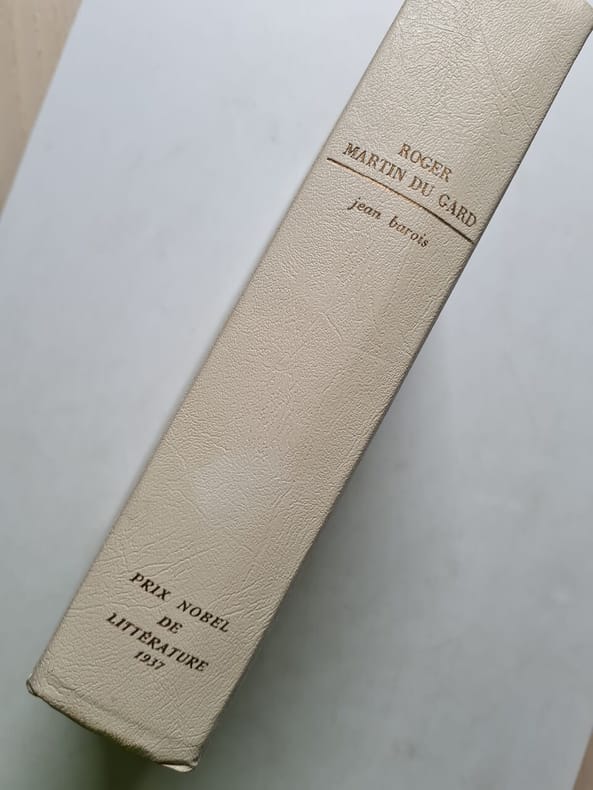 ROGER
MARTIN DU GARD
jean barois
PRIX NOBEL
DE
LITTÉRATURE
1937